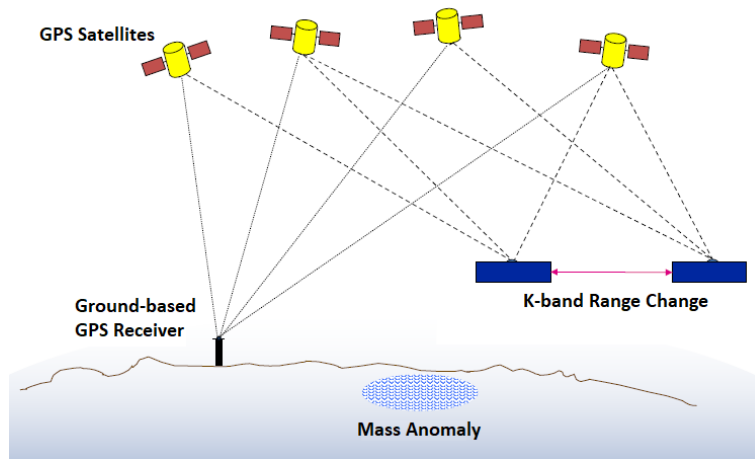 GPS Satellites
K-band Range Change
Ground-based
GPS Receiver
Mass Anomaly